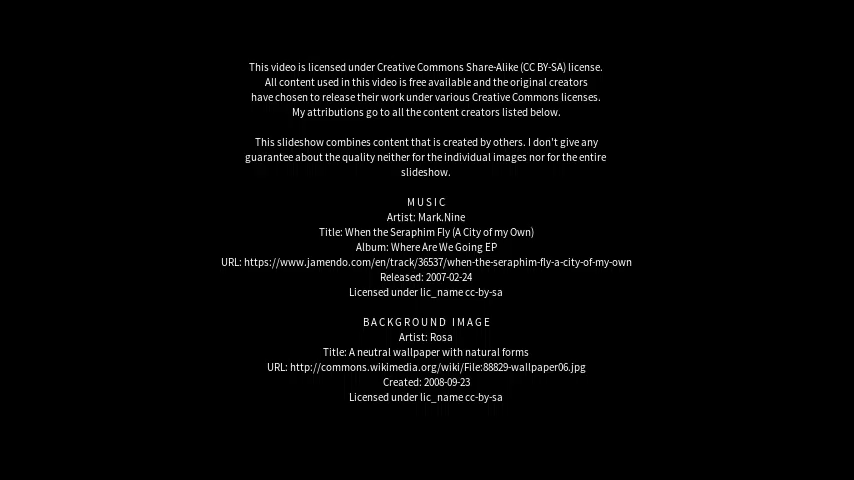 This video is licensed under Creative Commons Share-Alike (CC BY-SA) license.
All content used in this video is free available and the original creators
have chosen to release their work under various Creative Commons licenses.
My attributions go to all the content creators listed below.
This slideshow combines content that is created by others. I don't give any
guarantee about the quality neither for the individual images nor for the entire
slideshow.
MUSIC
Artist: Mark.Nine
Title: When the Seraphim Fly (A City of my Own)
Album: Where Are We Going EP
URL: https://www.jamendo.com/en/track/36537/when-the-seraphim-fly-a-city-of-my-own
Released: 2007-02-24
Licensed under lic_name cc-by-sa
BACKGROUND IMAGE
Artist: Rosa
Title: A neutral wallpaper with natural forms
URL: http://commons.wikimedia.org/wiki/File:88829-wallpaper06.jpg
Created: 2008-09-23
Licensed under lic_name cc-by-sa